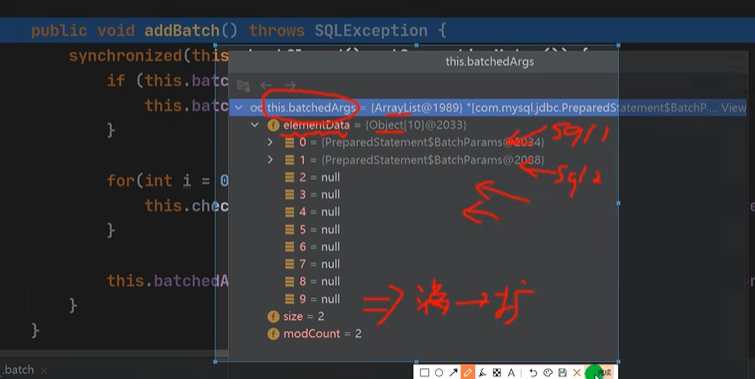 public void addBatch() throws SQLException {
synchronized(this
this.batchedArgs
if (this.batc
this.batchedArgs = {ArrayList@1989} "[com.mysql.jdbc.PreparedStatement$BatchP... View
this.batc
elementData = {Object[10]@2033}
}
0 = {PreparedStatement$BatchParams@2034} sql1
1 = {PreparedStatement$BatchParams@2088} sql2
2 = null
for(int i = 0
3 = null
this.chec
4 = null
}
5 = null
6 = null
7 = null
this.batchedA
8 = null
9 = null
}
size = 2
满→扩
}
modCount = 2
.batch
完成